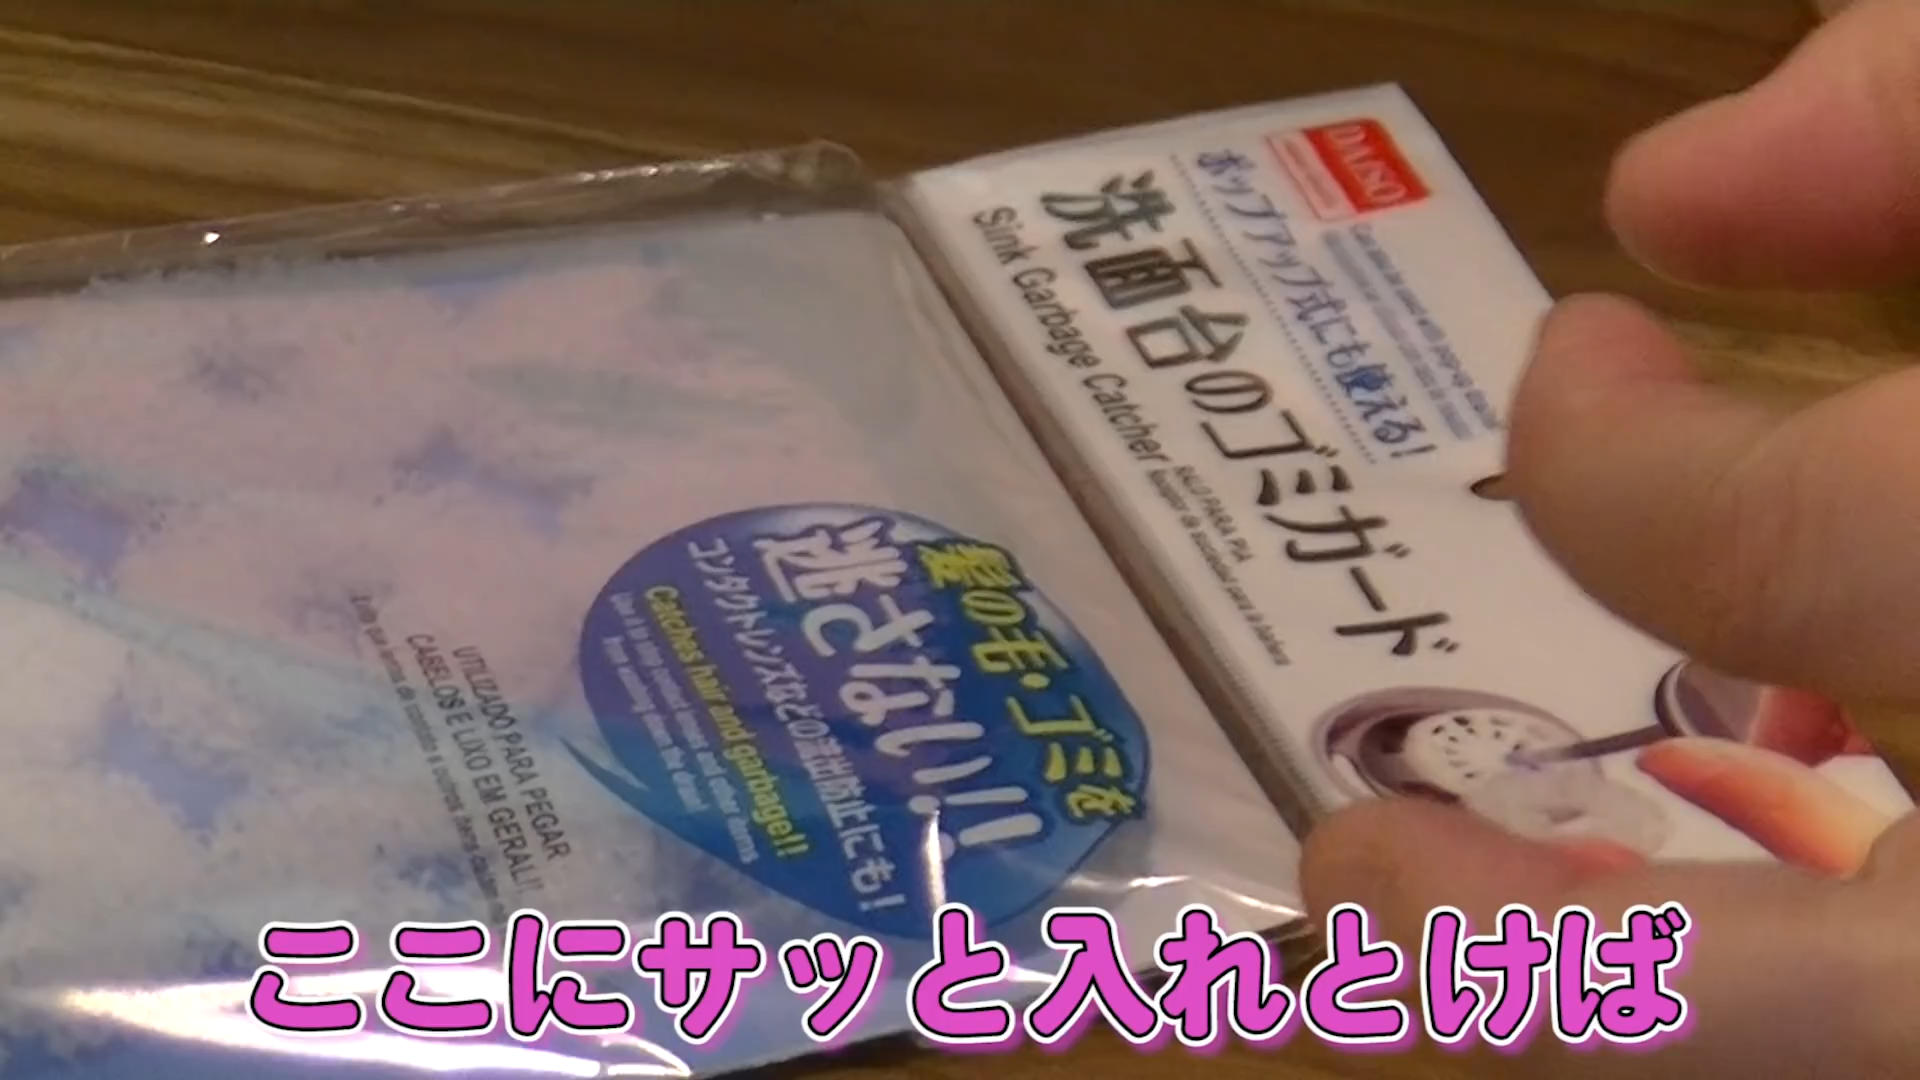 DAISO
ポップアップ式にも使える!
洗面台のゴミガード
Sink Garbage Catcher
RALO PARA PIA
髪の毛・ゴミを
逃さない!!
コンタクトレンズなどの流出防止にも!
Catches hair and garbage!!
UTILIZADO PARA PEGAR
CABELOS E LIXO EM GERAL!!
ここにサッと入れとけば